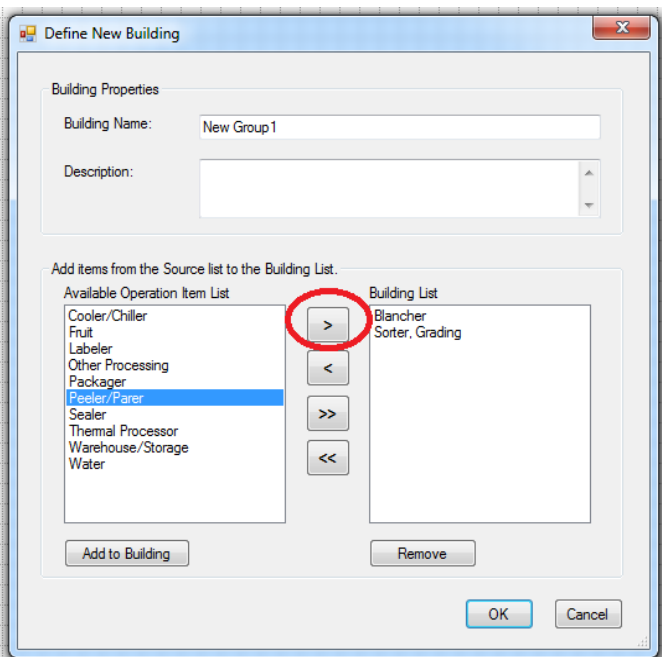 Define New Building
x
Building Properties
Building Name:
New Group1
Description:
Add items from the Source list to the Building List.
Available Operation Item List
Building List
Cooler/Chiller
Fruit
Labeler
Other Processing
Packager
Peeler/Parer
Sealer
Thermal Processor
Warehouse/Storage
Water
>
<
>>
<<
Blancher
Sorter, Grading
Add to Building
Remove
OK
Cancel